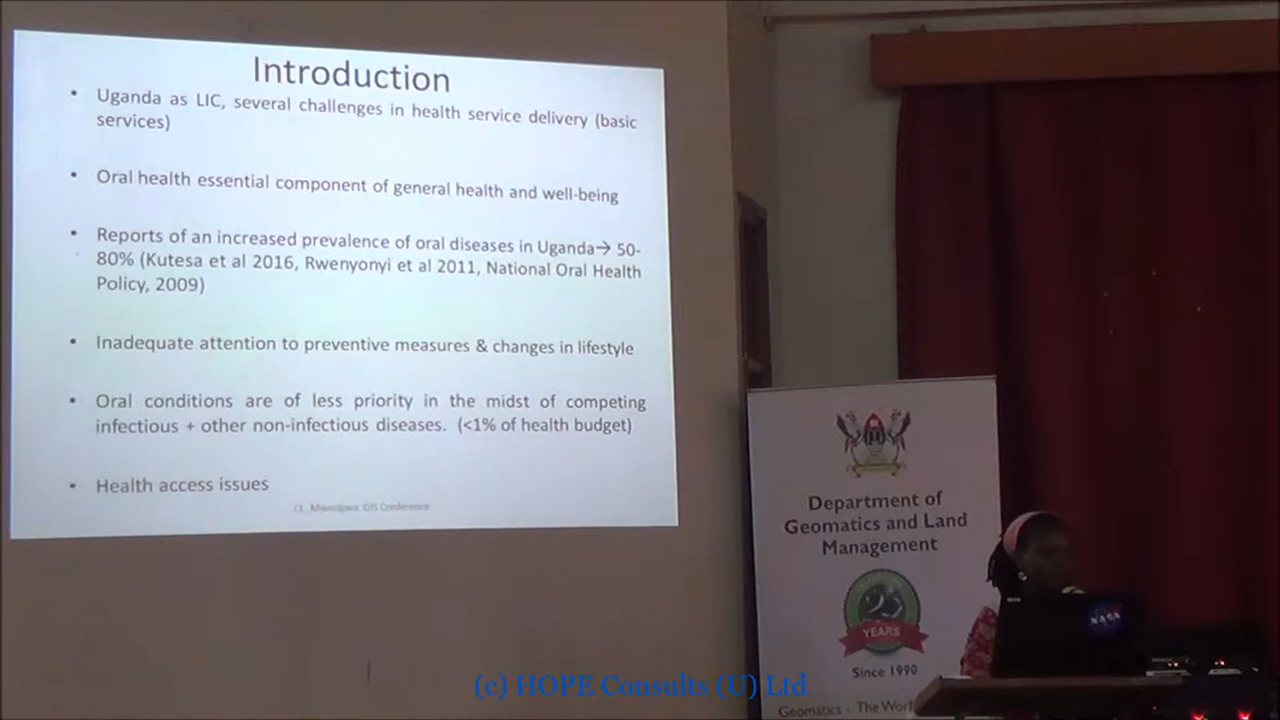 Introduction
• Uganda as LIC, several challenges in health service delivery (basic
services)
• Oral health essential component of general health and well-being
• Reports of an increased prevalence of oral diseases in Uganda→ 50-
80% (Kutesa et al 2016, Rwenyonyi et al 2011, National Oral Health
Policy, 2009)
• Inadequate attention to preventive measures & changes in lifestyle
• Oral conditions are of less priority in the midst of competing
infectious + other non-infectious diseases. (<1% of health budget)
• Health access issues
GIS Conference
Department of
Geomatics and Land
Management
25
YEARS
Since 1990
Geomatics - The Worl
NASA
(c) HOPE Consults (U) Ltd